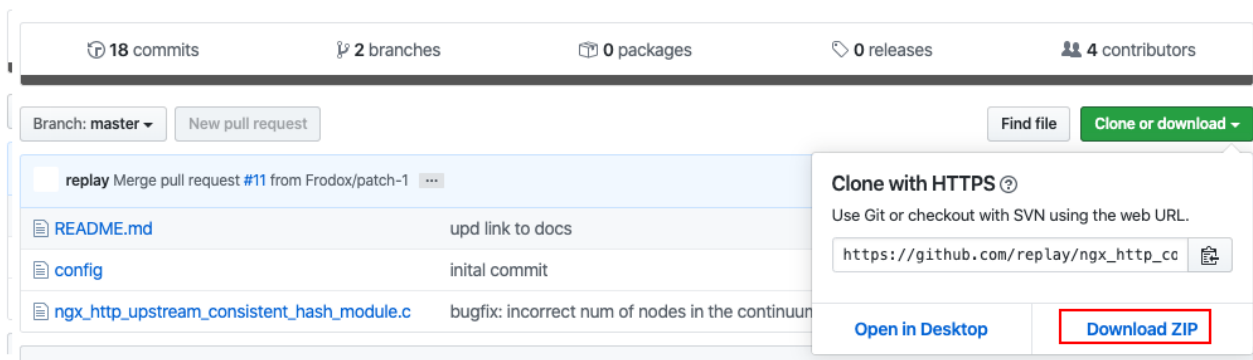 18 commits 2 branches 0 packages 0 releases 4 contributors
Branch: master New pull request Find file Clone or download
replay Merge pull request #11 from Frodox/patch-1 ...
Clone with HTTPS
Use Git or checkout with SVN using the web URL.
README.md upd link to docs
https://github.com/replay/ngx_http_co
config inital commit
ngx_http_upstream_consistent_hash_module.c bugfix: incorrect num of nodes in the continuum
Open in Desktop Download ZIP